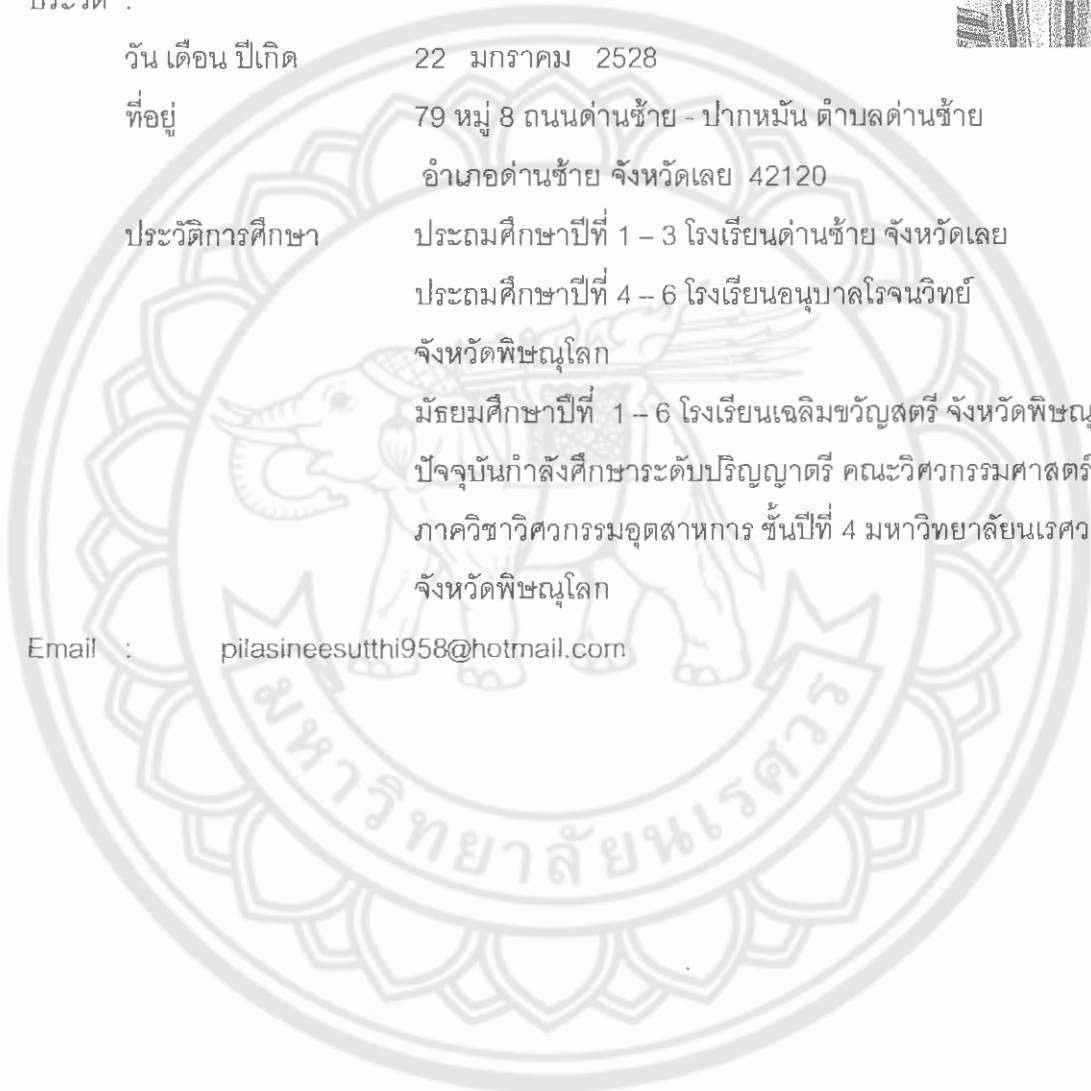 วัน เดือน ปีเกิด 22 มกราคม 2528
ที่อยู่ 79 หมู่ 8 ถนนด่านซ้าย - ปากหมัน ตำบลด่านซ้าย
อำเภอด่านซ้าย จังหวัดเลย 42120
ประวัติการศึกษา ประถมศึกษาปีที่ 1 – 3 โรงเรียนด่านซ้าย จังหวัดเลย
ประถมศึกษาปีที่ 4 – 6 โรงเรียนอนุบาลโรจนวิทย์
จังหวัดพิษณุโลก
มัธยมศึกษาปีที่ 1 – 6 โรงเรียนเฉลิมขวัญสตรี จังหวัดพิษณุ
ปัจจุบันกำลังศึกษาระดับปริญญาตรี คณะวิศวกรรมศาสตร์
ภาควิชาวิศวกรรมอุตสาหการ ชั้นปีที่ 4 มหาวิทยาลัยนเรศว
จังหวัดพิษณุโลก
Email : pilasineesutthi958@hotmail.com
มหาวิทยาลัยนเรศวร